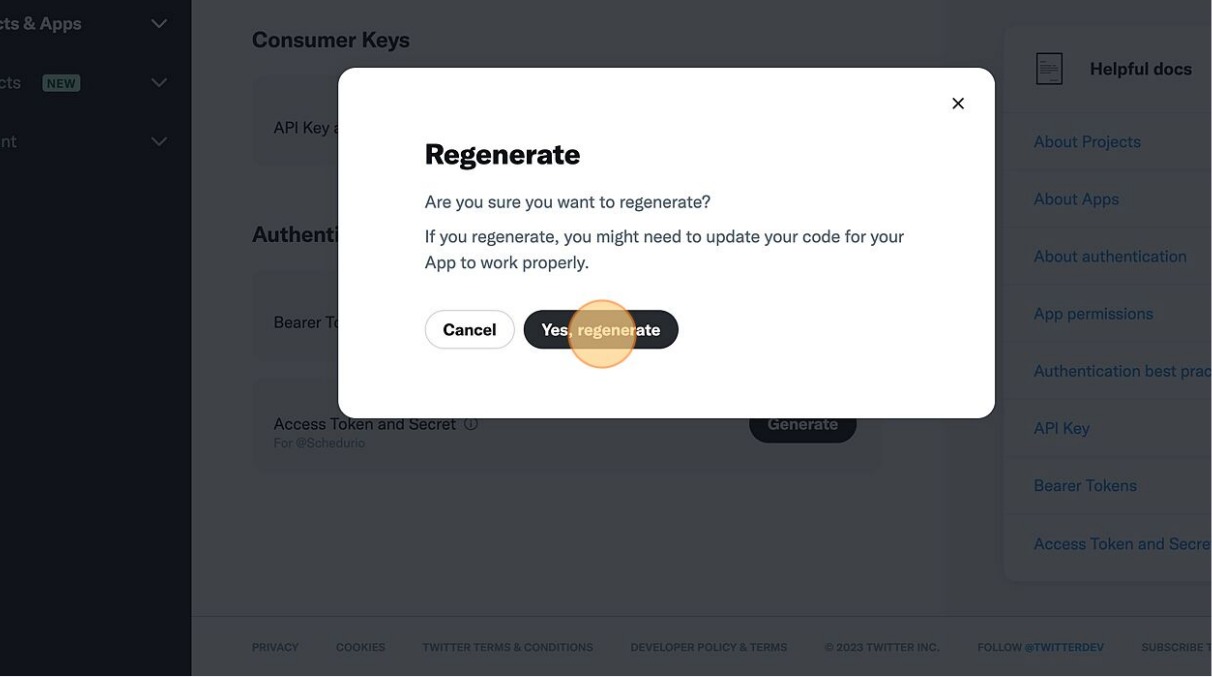 cts & Apps
cts NEW
nt
Consumer Keys
API Key a
Regenerate
Are you sure you want to regenerate?
If you regenerate, you might need to update your code for your
App to work properly.
Cancel
Yes, regenerate
Authenti
Bearer To
Access Token and Secret
For @Schedurio
Generate
Helpful docs
About Projects
About Apps
About authentication
App permissions
Authentication best prac
API Key
Bearer Tokens
Access Token and Secre
PRIVACY COOKIES TWITTER TERMS & CONDITIONS DEVELOPER POLICY & TERMS © 2023 TWITTER INC. FOLLOW @TWITTERDEV SUBSCRIBE T